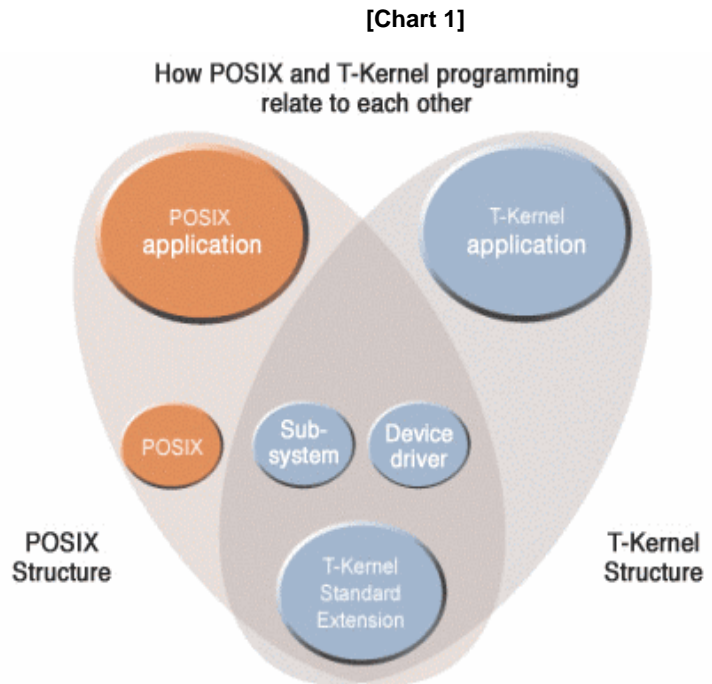 [Chart 1]
How POSIX and T-Kernel programming
relate to each other
POSIX
application
T-Kernel
application
POSIX
Sub-
system
Device
driver
POSIX
Structure
T-Kernel
Structure
T-Kernel
Standard
Extension